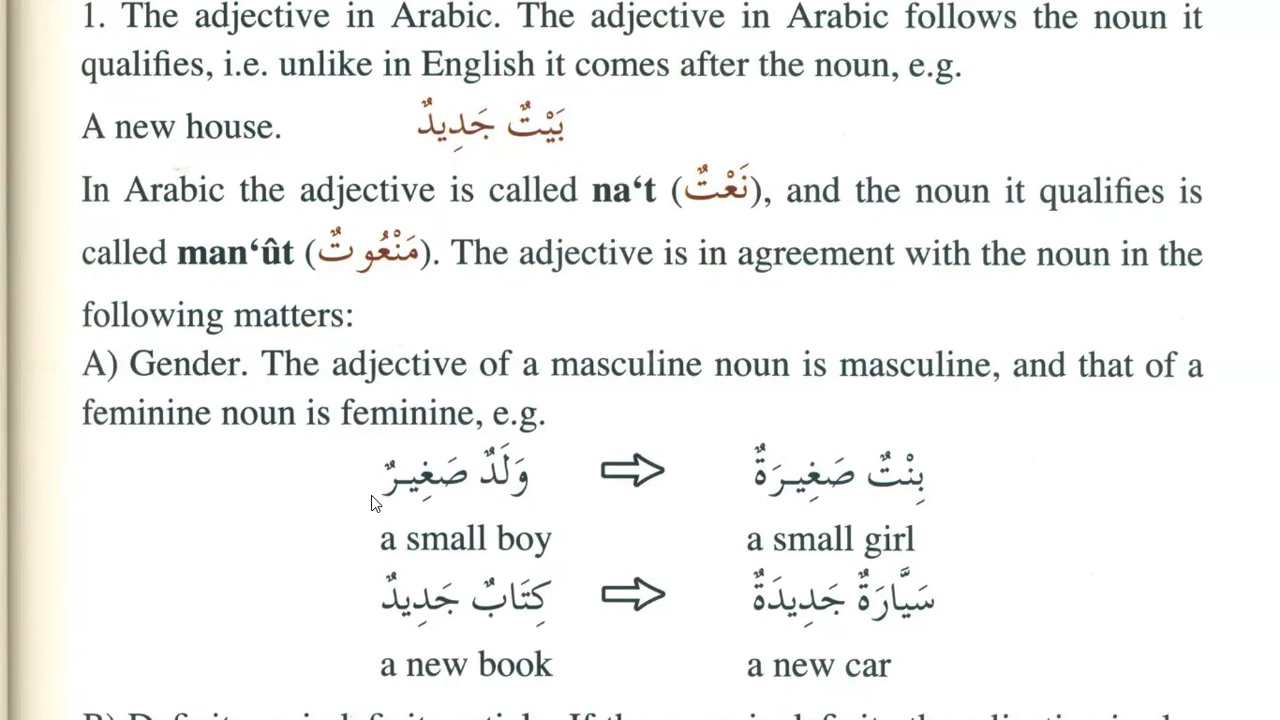 1. The adjective in Arabic. The adjective in Arabic follows the noun it
qualifies, i.e. unlike in English it comes after the noun, e.g.
A new house. بَيْتٌ جَدِيدٌ
In Arabic the adjective is called na‘t (نَعْتٌ), and the noun it qualifies is
called man‘ût (مَنْعُوتٌ). The adjective is in agreement with the noun in the
following matters:
A) Gender. The adjective of a masculine noun is masculine, and that of a
feminine noun is feminine, e.g.
وَلَدٌ صَغِيرٌ ⇨ بِنْتٌ صَغِيرَةٌ
a small boy a small girl
كِتَابٌ جَدِيدٌ ⇨ سَيَّارَةٌ جَدِيدَةٌ
a new book a new car